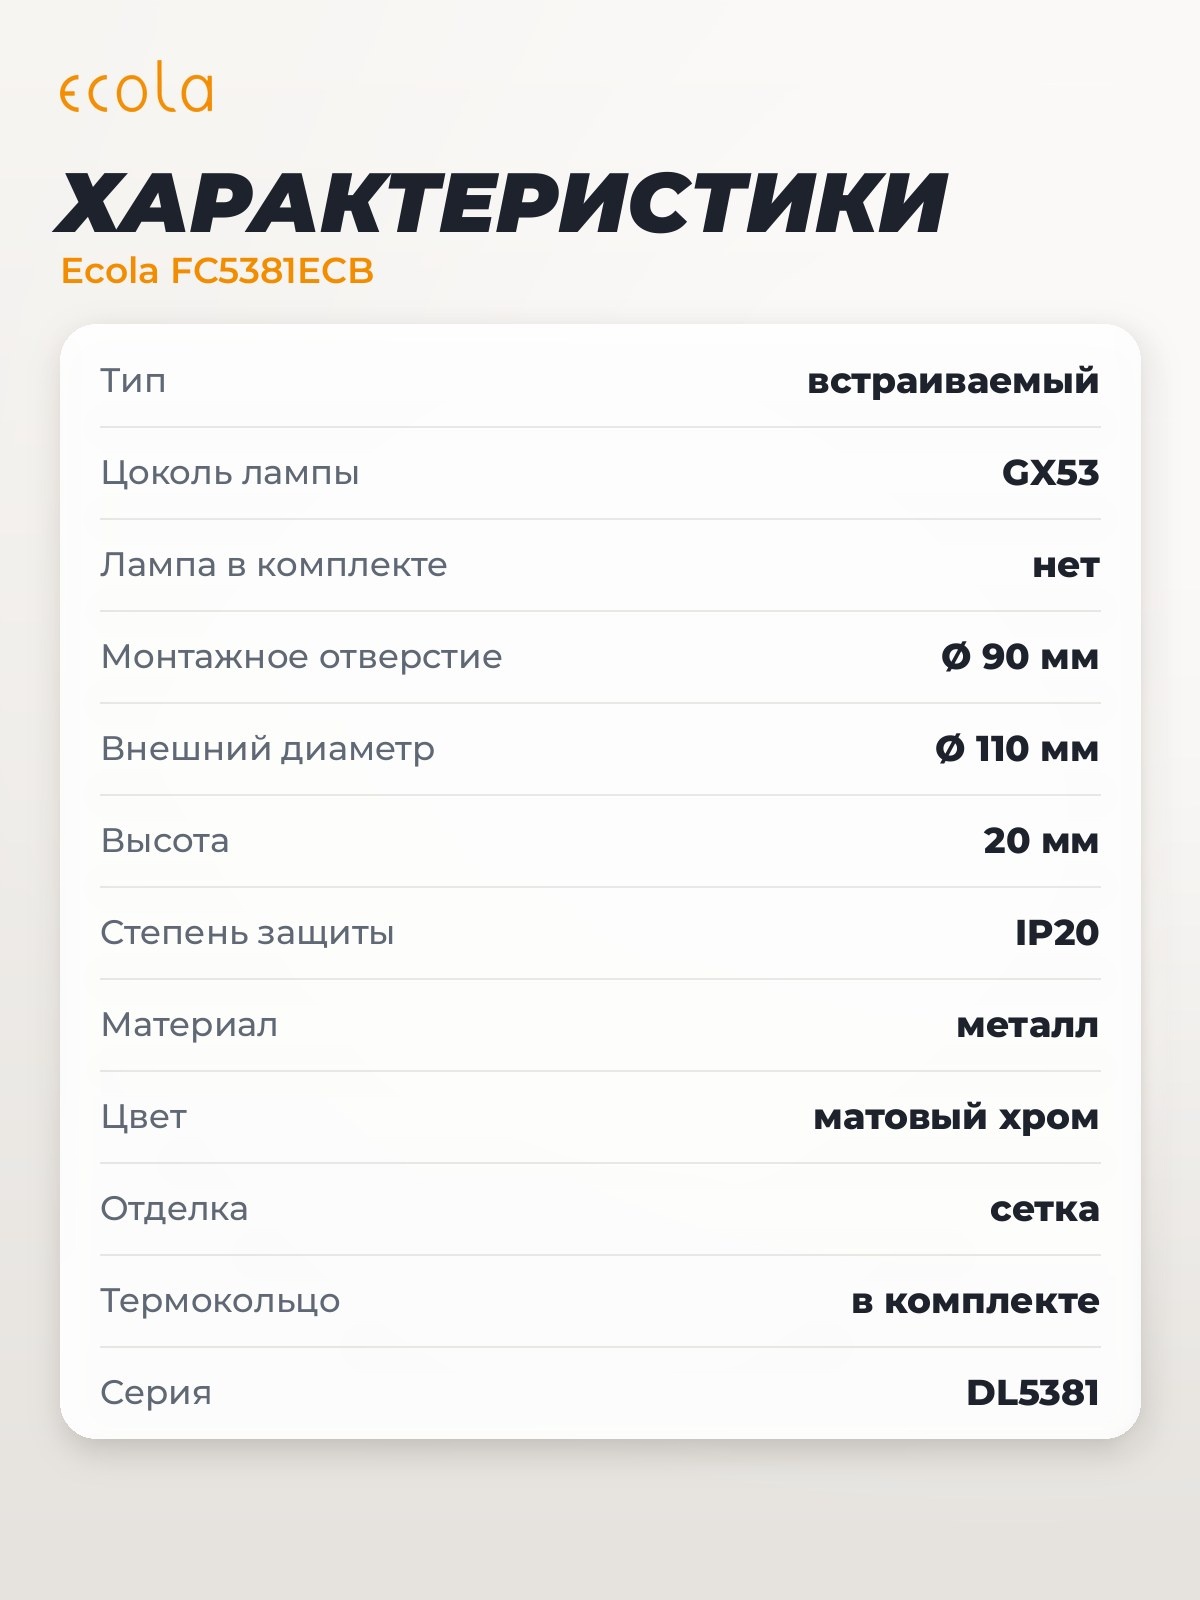 ecola
ХАРАКТЕРИСТИКИ
Ecola FC5381ECB
Тип встраиваемый
Цоколь лампы GX53
Лампа в комплекте нет
Монтажное отверстие Ø 90 мм
Внешний диаметр Ø 110 мм
Высота 20 мм
Степень защиты IP20
Материал металл
Цвет матовый хром
Отделка сетка
Термокольцо в комплекте
Серия DL5381